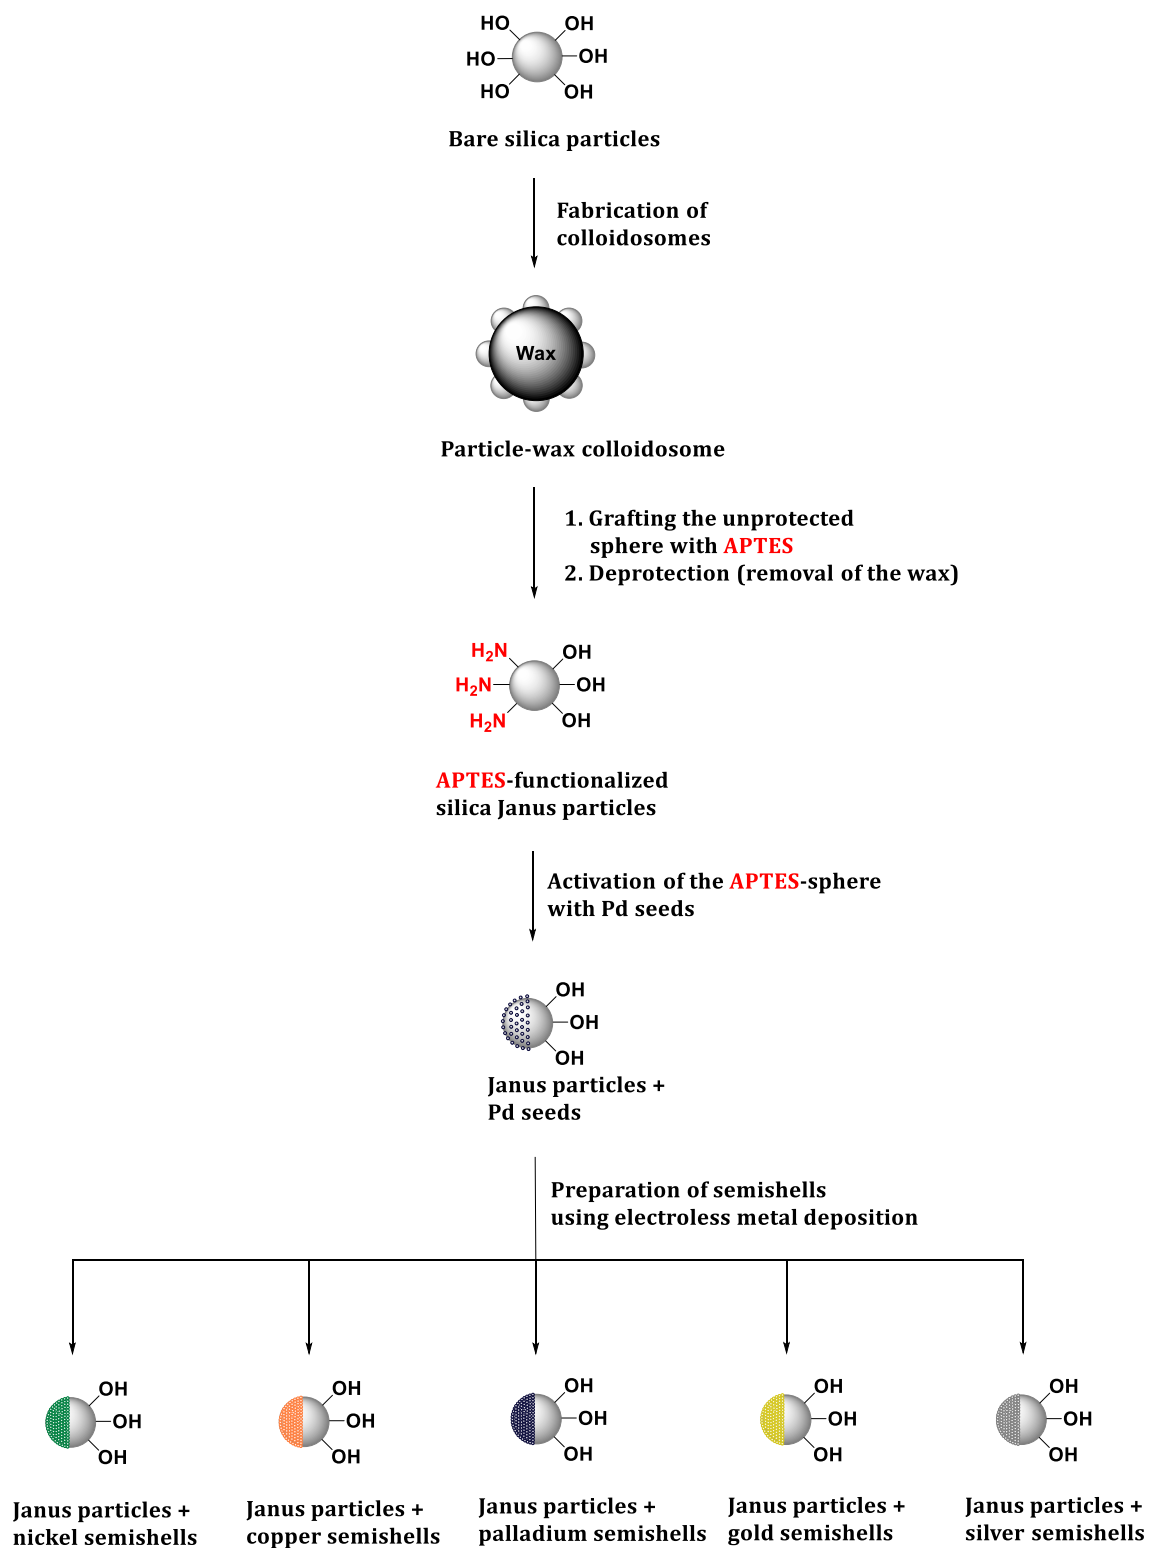 HO OH
HO OH
HO OH
Bare silica particles
Fabrication of
colloidosomes
Wax
Particle-wax colloidosome
1. Grafting the unprotected
sphere with APTES
2. Deprotection (removal of the wax)
H₂N OH
H₂N OH
H₂N OH
APTES-functionalized
silica Janus particles
Activation of the APTES-sphere
with Pd seeds
OH
OH
OH
Janus particles +
Pd seeds
Preparation of semishells
using electroless metal deposition
OH
OH
OH
Janus particles +
nickel semishells
OH
OH
OH
Janus particles +
copper semishells
OH
OH
OH
Janus particles +
palladium semishells
OH
OH
OH
Janus particles +
gold semishells
OH
OH
OH
Janus particles +
silver semishells